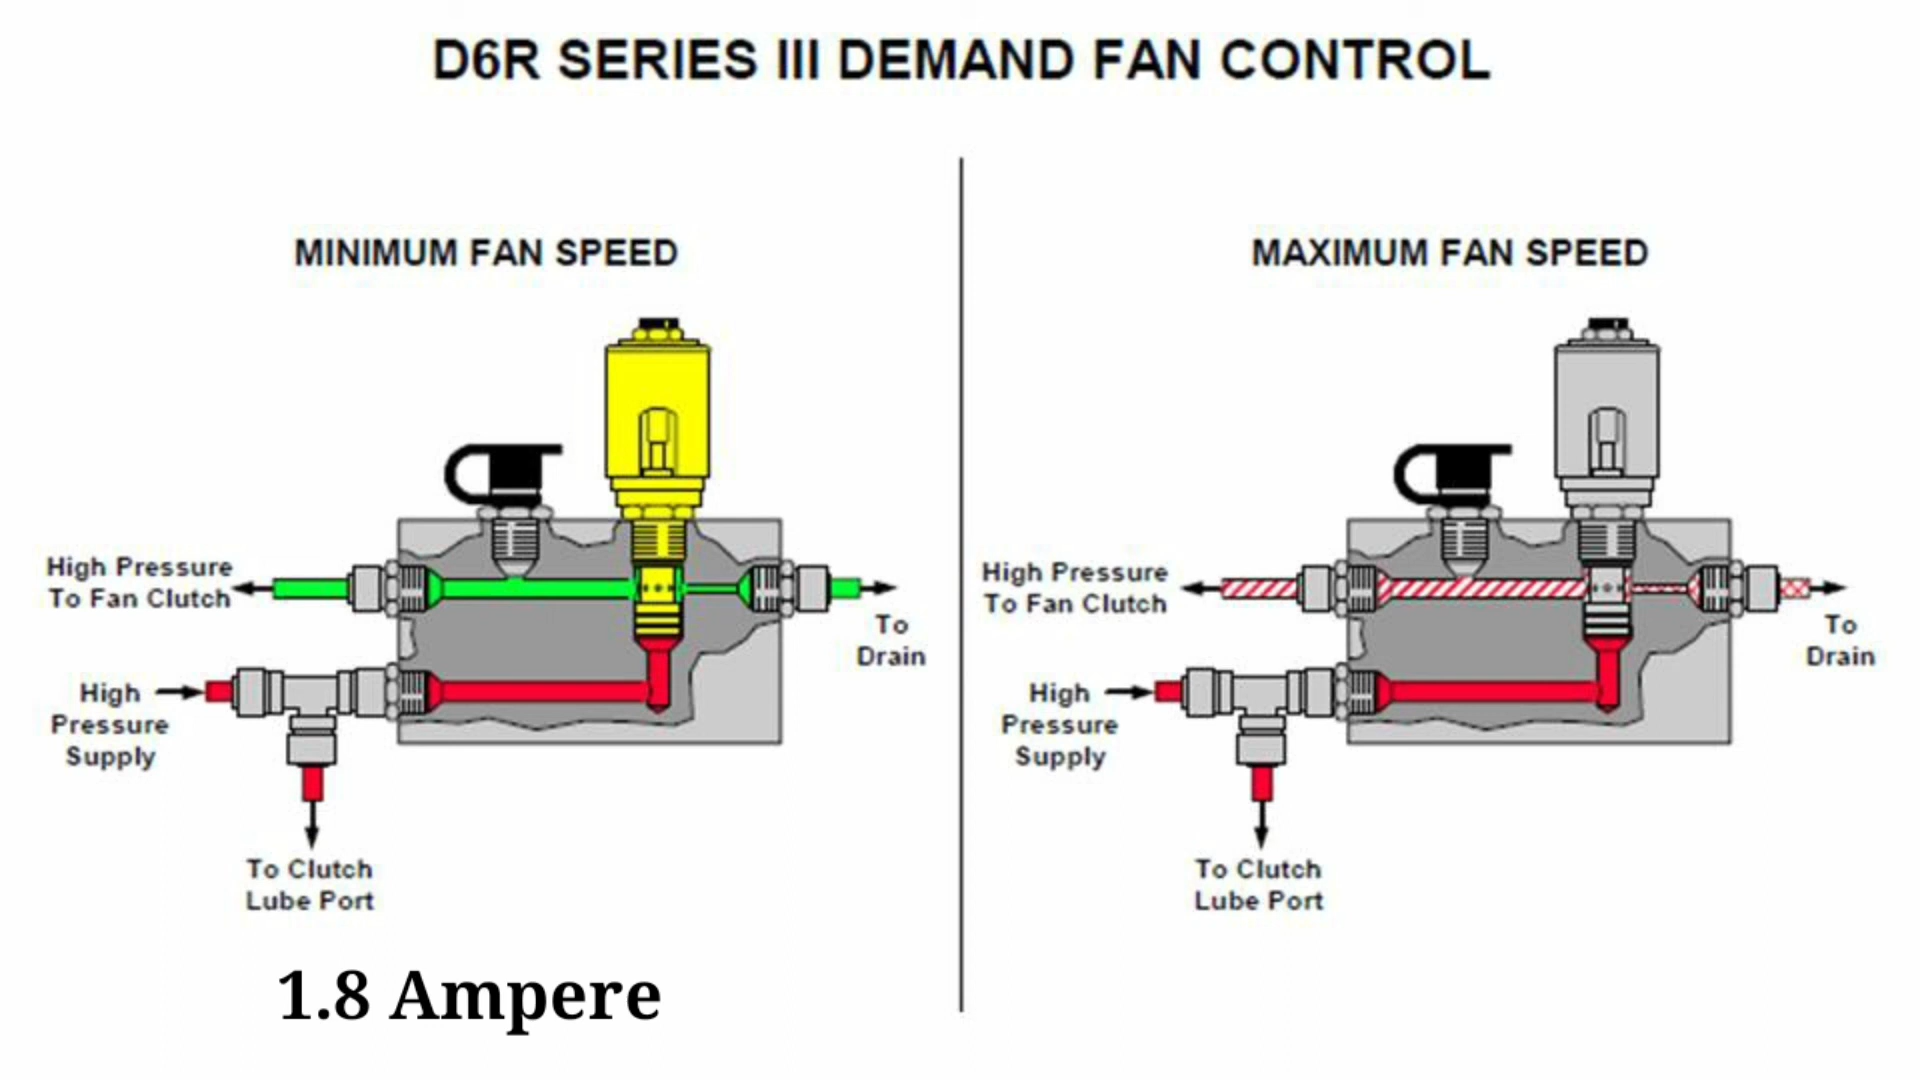 D6R SERIES III DEMAND FAN CONTROL
MINIMUM FAN SPEED
High Pressure
To Fan Clutch
To
Drain
High
Pressure
Supply
To Clutch
Lube Port
1.8 Ampere
MAXIMUM FAN SPEED
High Pressure
To Fan Clutch
To
Drain
High
Pressure
Supply
To Clutch
Lube Port